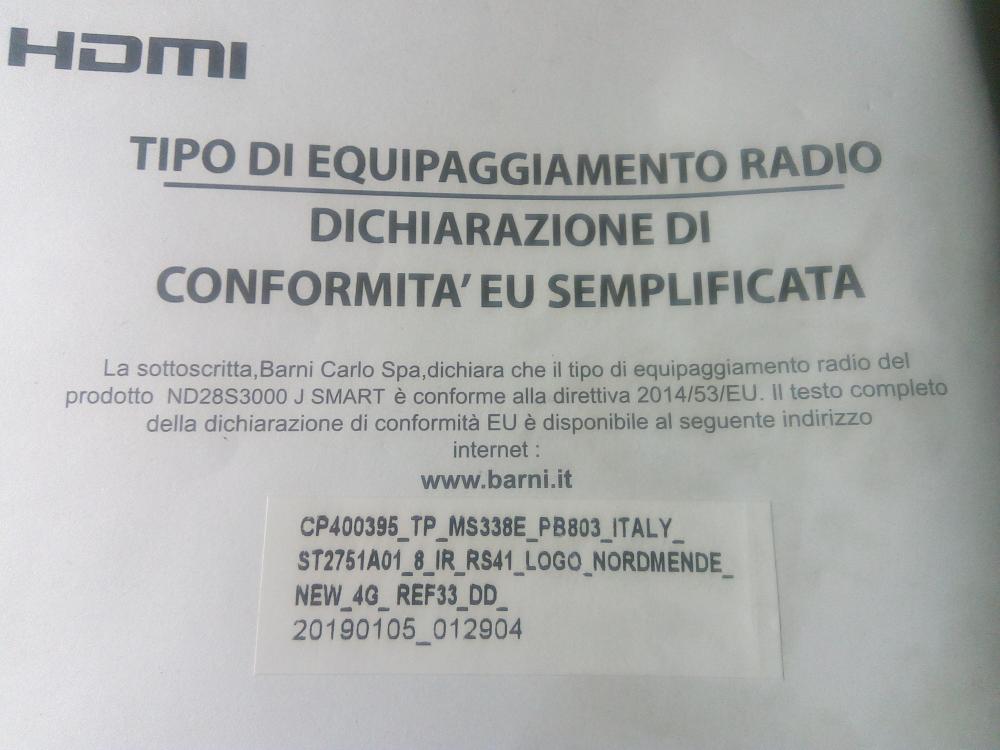 HDMI
TIPO DI EQUIPAGGIAMENTO RADIO
DICHIARAZIONE DI
CONFORMITA' EU SEMPLIFICATA
La sottoscritta,Barni Carlo Spa,dichiara che il tipo di equipaggiamento radio del
prodotto ND28S3000 J SMART è conforme alla direttiva 2014/53/EU. Il testo completo
della dichiarazione di conformità EU è disponibile al seguente indirizzo
internet :
www.barni.it
CP400395_TP_MS338E_PB803_ITALY_
ST2751A01_8_IR_RS41_LOGO_NORDMENDE_
NEW_4G_ REF33_DD_
20190105_012904